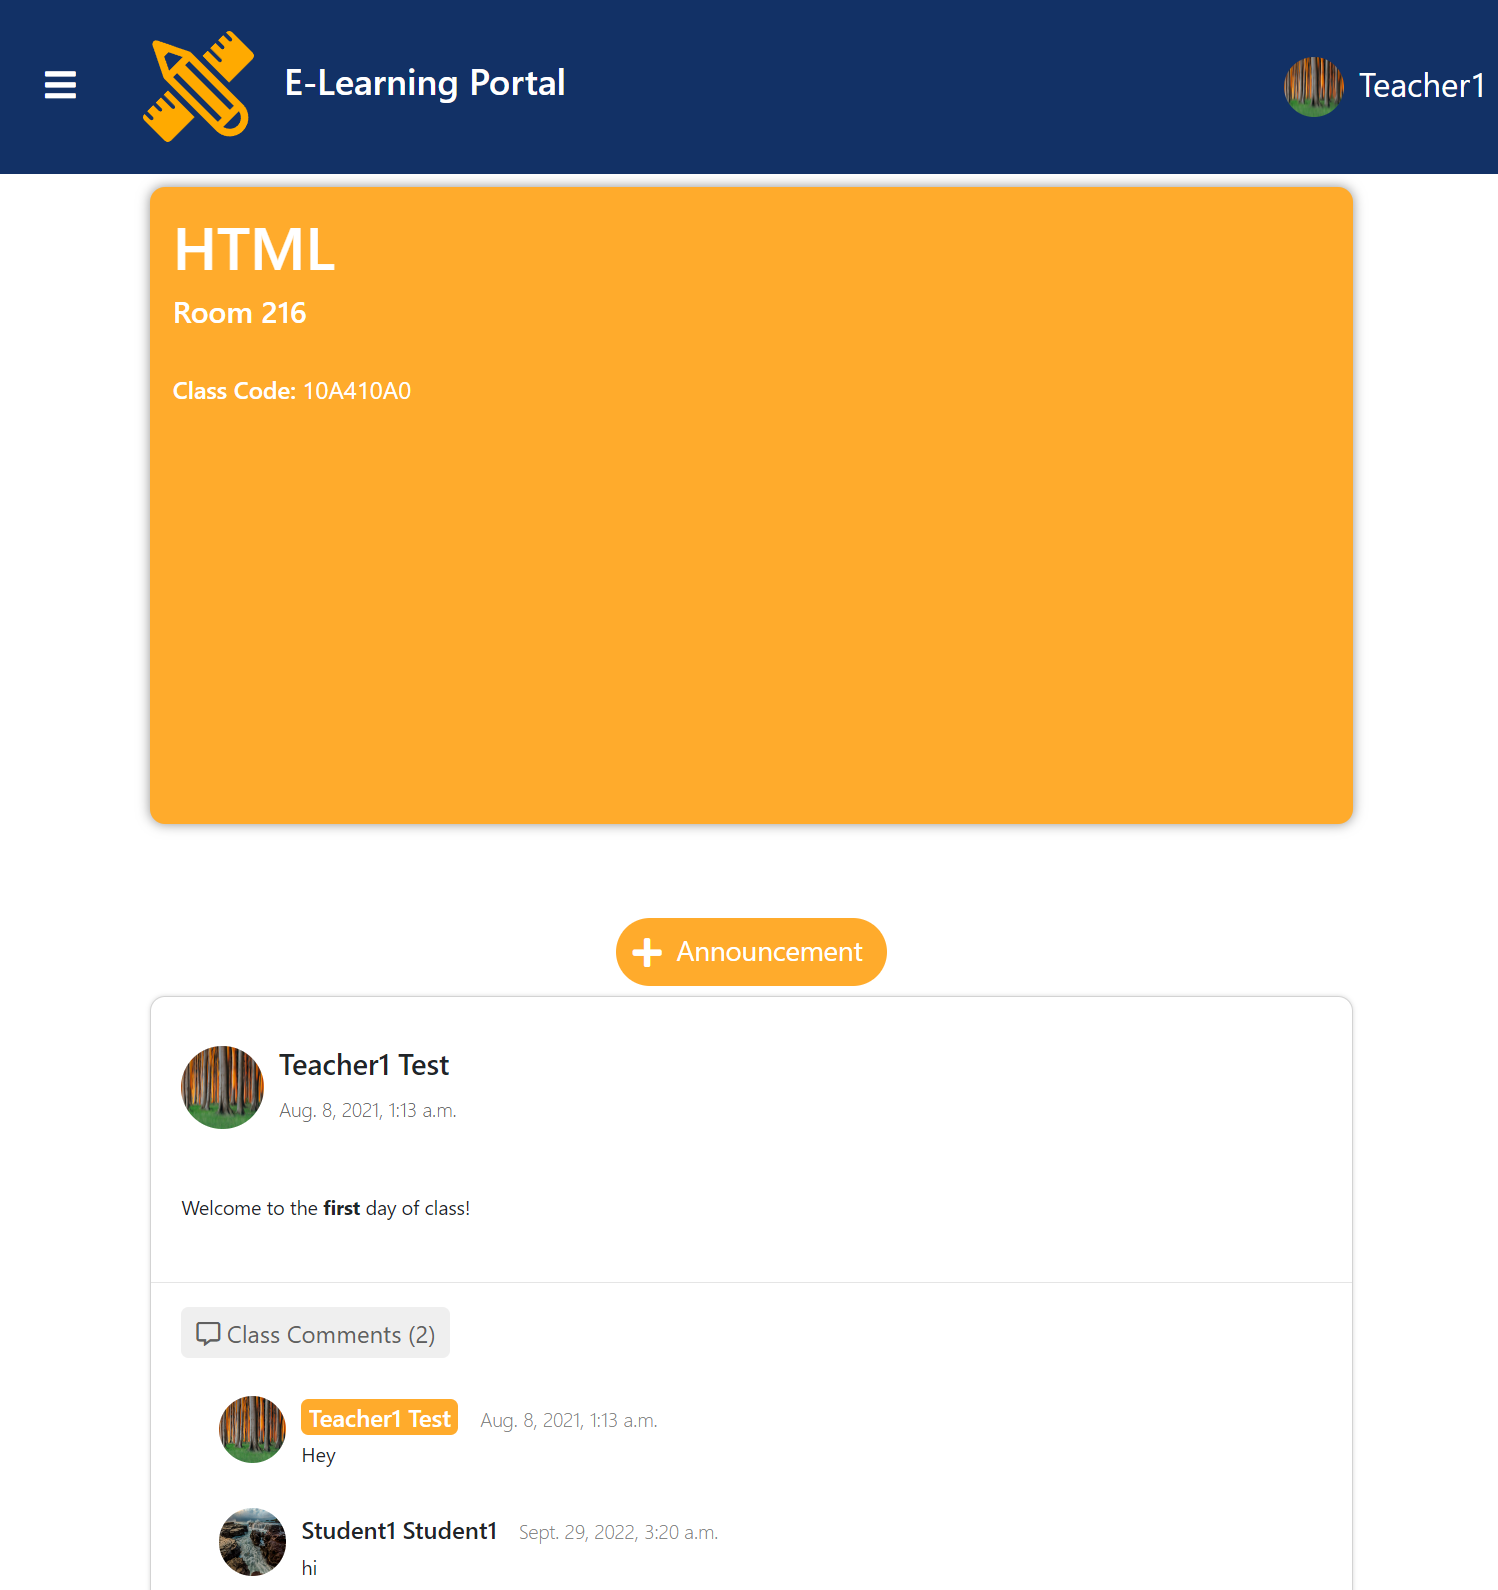 E-Learning Portal
Teacher1
HTML
Room 216
Class Code: 10A410A0
Announcement
Teacher1 Test
Aug. 8, 2021, 1:13 a.m.
Welcome to the first day of class!
Class Comments (2)
Teacher1 Test Aug. 8, 2021, 1:13 a.m.
Hey
Student1 Student1 Sept. 29, 2022, 3:20 a.m.
hi